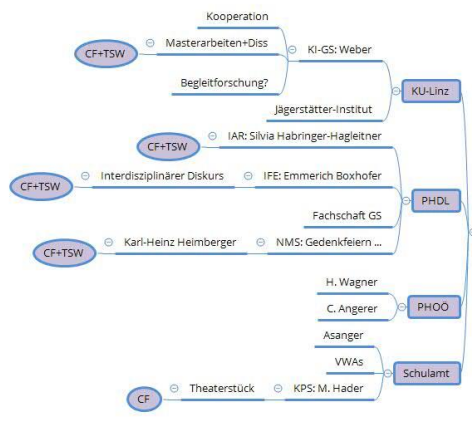 Kooperation
CF+TSW
Masterarbeiten+Diss
KI-GS: Weber
Begleitforschung?
KU-Linz
Jägerstätter-Institut
CF+TSW
IAR: Silvia Habringer-Hagleitner
CF+TSW
Interdisziplinärer Diskurs
IFE: Emmerich Boxhofer
PHDL
Fachschaft GS
CF+TSW
Karl-Heinz Heimberger
NMS: Gedenkfeiern ...
H. Wagner
C. Angerer
PHOÖ
Asanger
VWAs
Schulamt
CF
Theaterstück
KPS: M. Hader